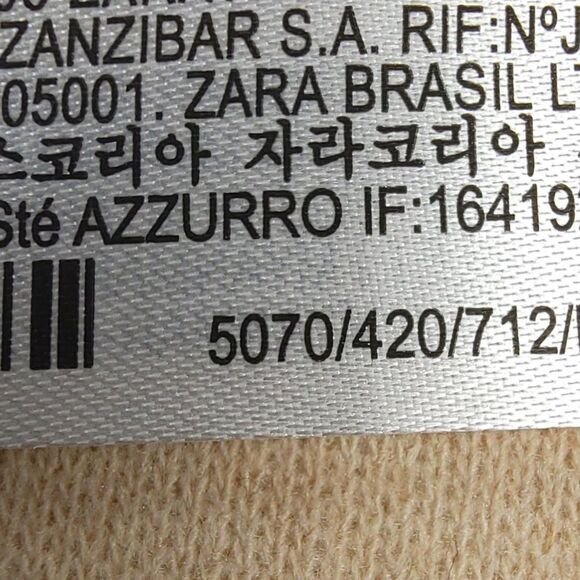 ZARA
ZANZIBAR S.A. RIF:NºJ
05001. ZARA BRASIL L
스코리아 자라코리아
Sté AZZURRO IF:16419
5070/420/712/